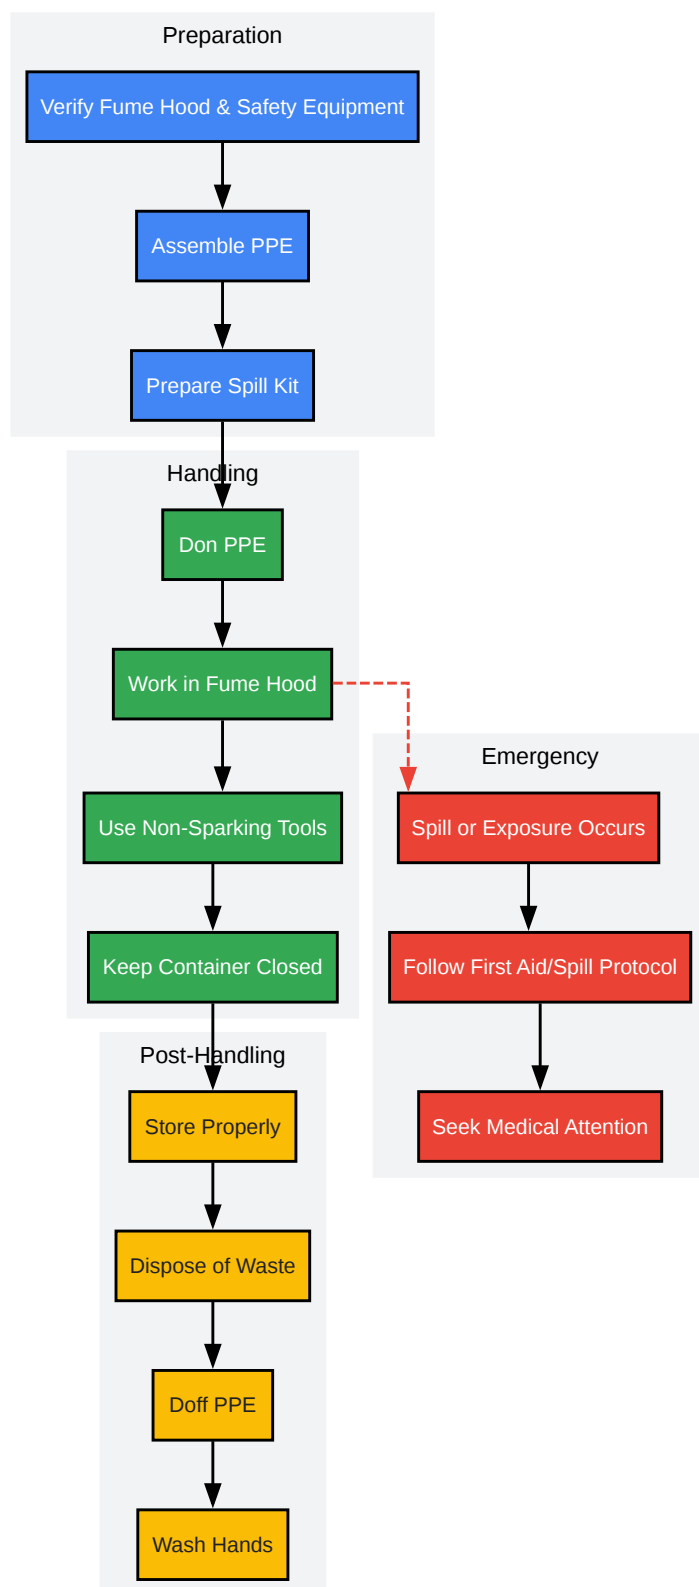 Preparation
Verify Fume Hood & Safety Equipment
Assemble PPE
Prepare Spill Kit
Handling
Don PPE
Work in Fume Hood
Use Non-Sparking Tools
Keep Container Closed
Emergency
Spill or Exposure Occurs
Follow First Aid/Spill Protocol
Seek Medical Attention
Post-Handling
Store Properly
Dispose of Waste
Doff PPE
Wash Hands